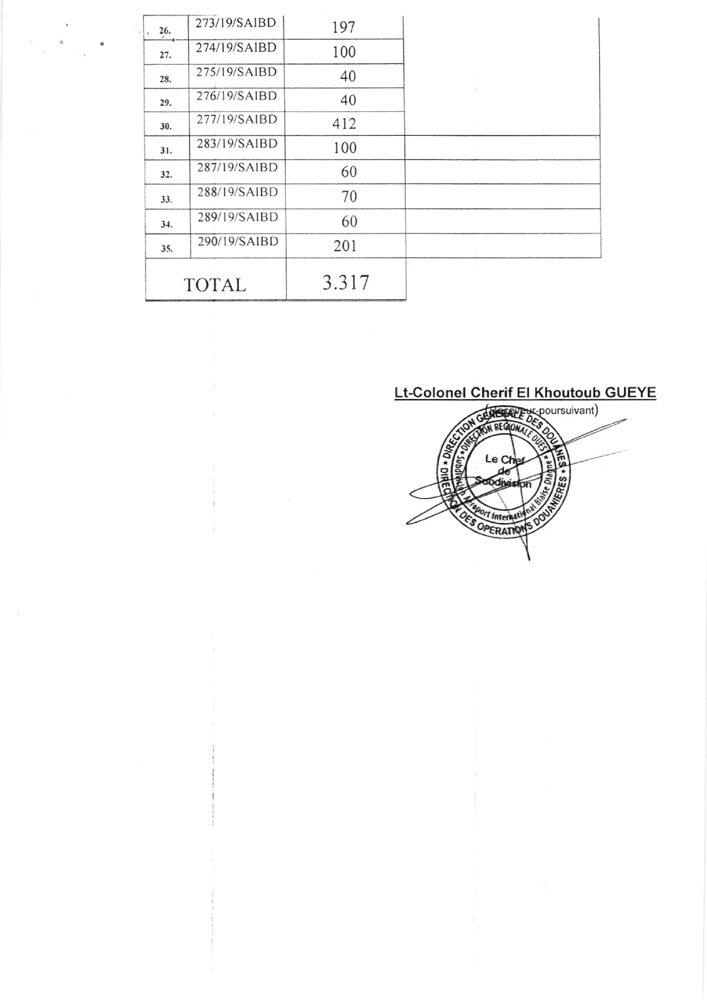 26. 273/19/SAIBD 197
27. 274/19/SAIBD 100
28. 275/19/SAIBD 40
29. 276/19/SAIBD 40
30. 277/19/SAIBD 412
31. 283/19/SAIBD 100
32. 287/19/SAIBD 60
33. 288/19/SAIBD 70
34. 289/19/SAIBD 60
35. 290/19/SAIBD 201
TOTAL 3.317
Lt-Colonel Cherif El Khoutoub GUEYE
(Receveur-poursuivant)
★ DIRECTION GENERALE DES DOUANES ★
DIRECTION DES OPERATIONS DOUANIERES
★ DIRECTION REGIONALE OUEST ★
Subdivision Aeroport International Blaise Diagne
Le Chef
de
Subdivision